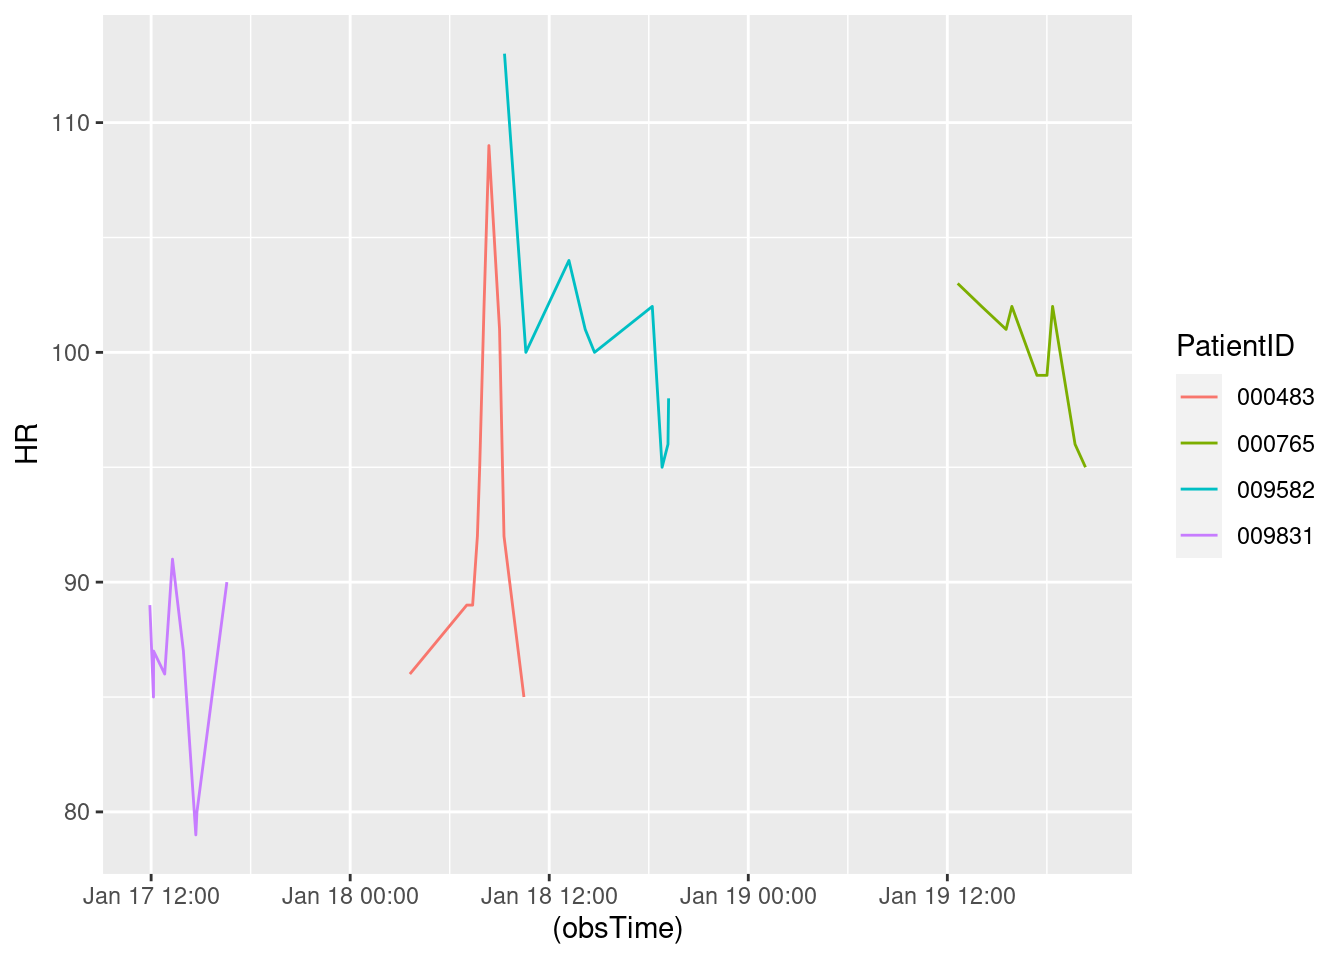 HR
110
100
90
80
Jan 17 12:00
Jan 18 00:00
Jan 18 12:00
Jan 19 00:00
Jan 19 12:00
(obsTime)
PatientID
000483
000765
009582
009831